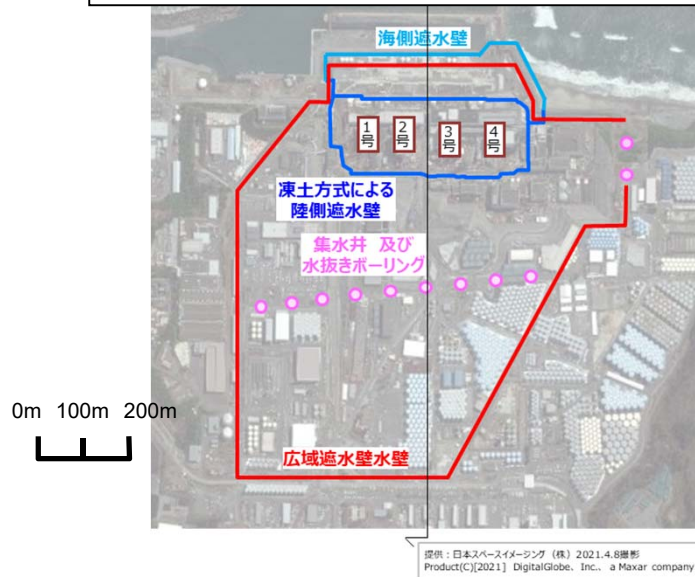 海側遮水壁
1号
2号
3号
4号
凍土方式による
陸側遮水壁
集水井 及び
水抜きボーリング
0m 100m 200m
広域遮水壁水壁
提供：日本スペースイメージング（株）2021.4.8撮影
Product(C)[2021] DigitalGlobe、Inc.、a Maxar company